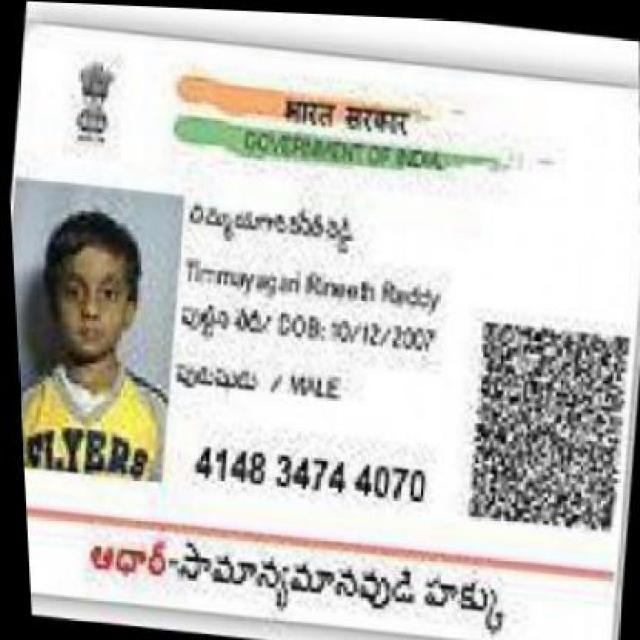 भारत सरकार
GOVERNMENT OF INDIA
Timmayagari Rineeth Reddy
పుట్టిన తేదీ/ DOB: 10/12/2007
పురుషుడు / MALE
FLYERS
4148 3474 4070
ఆధార్-సామాన్యమానవుడి హక్కు